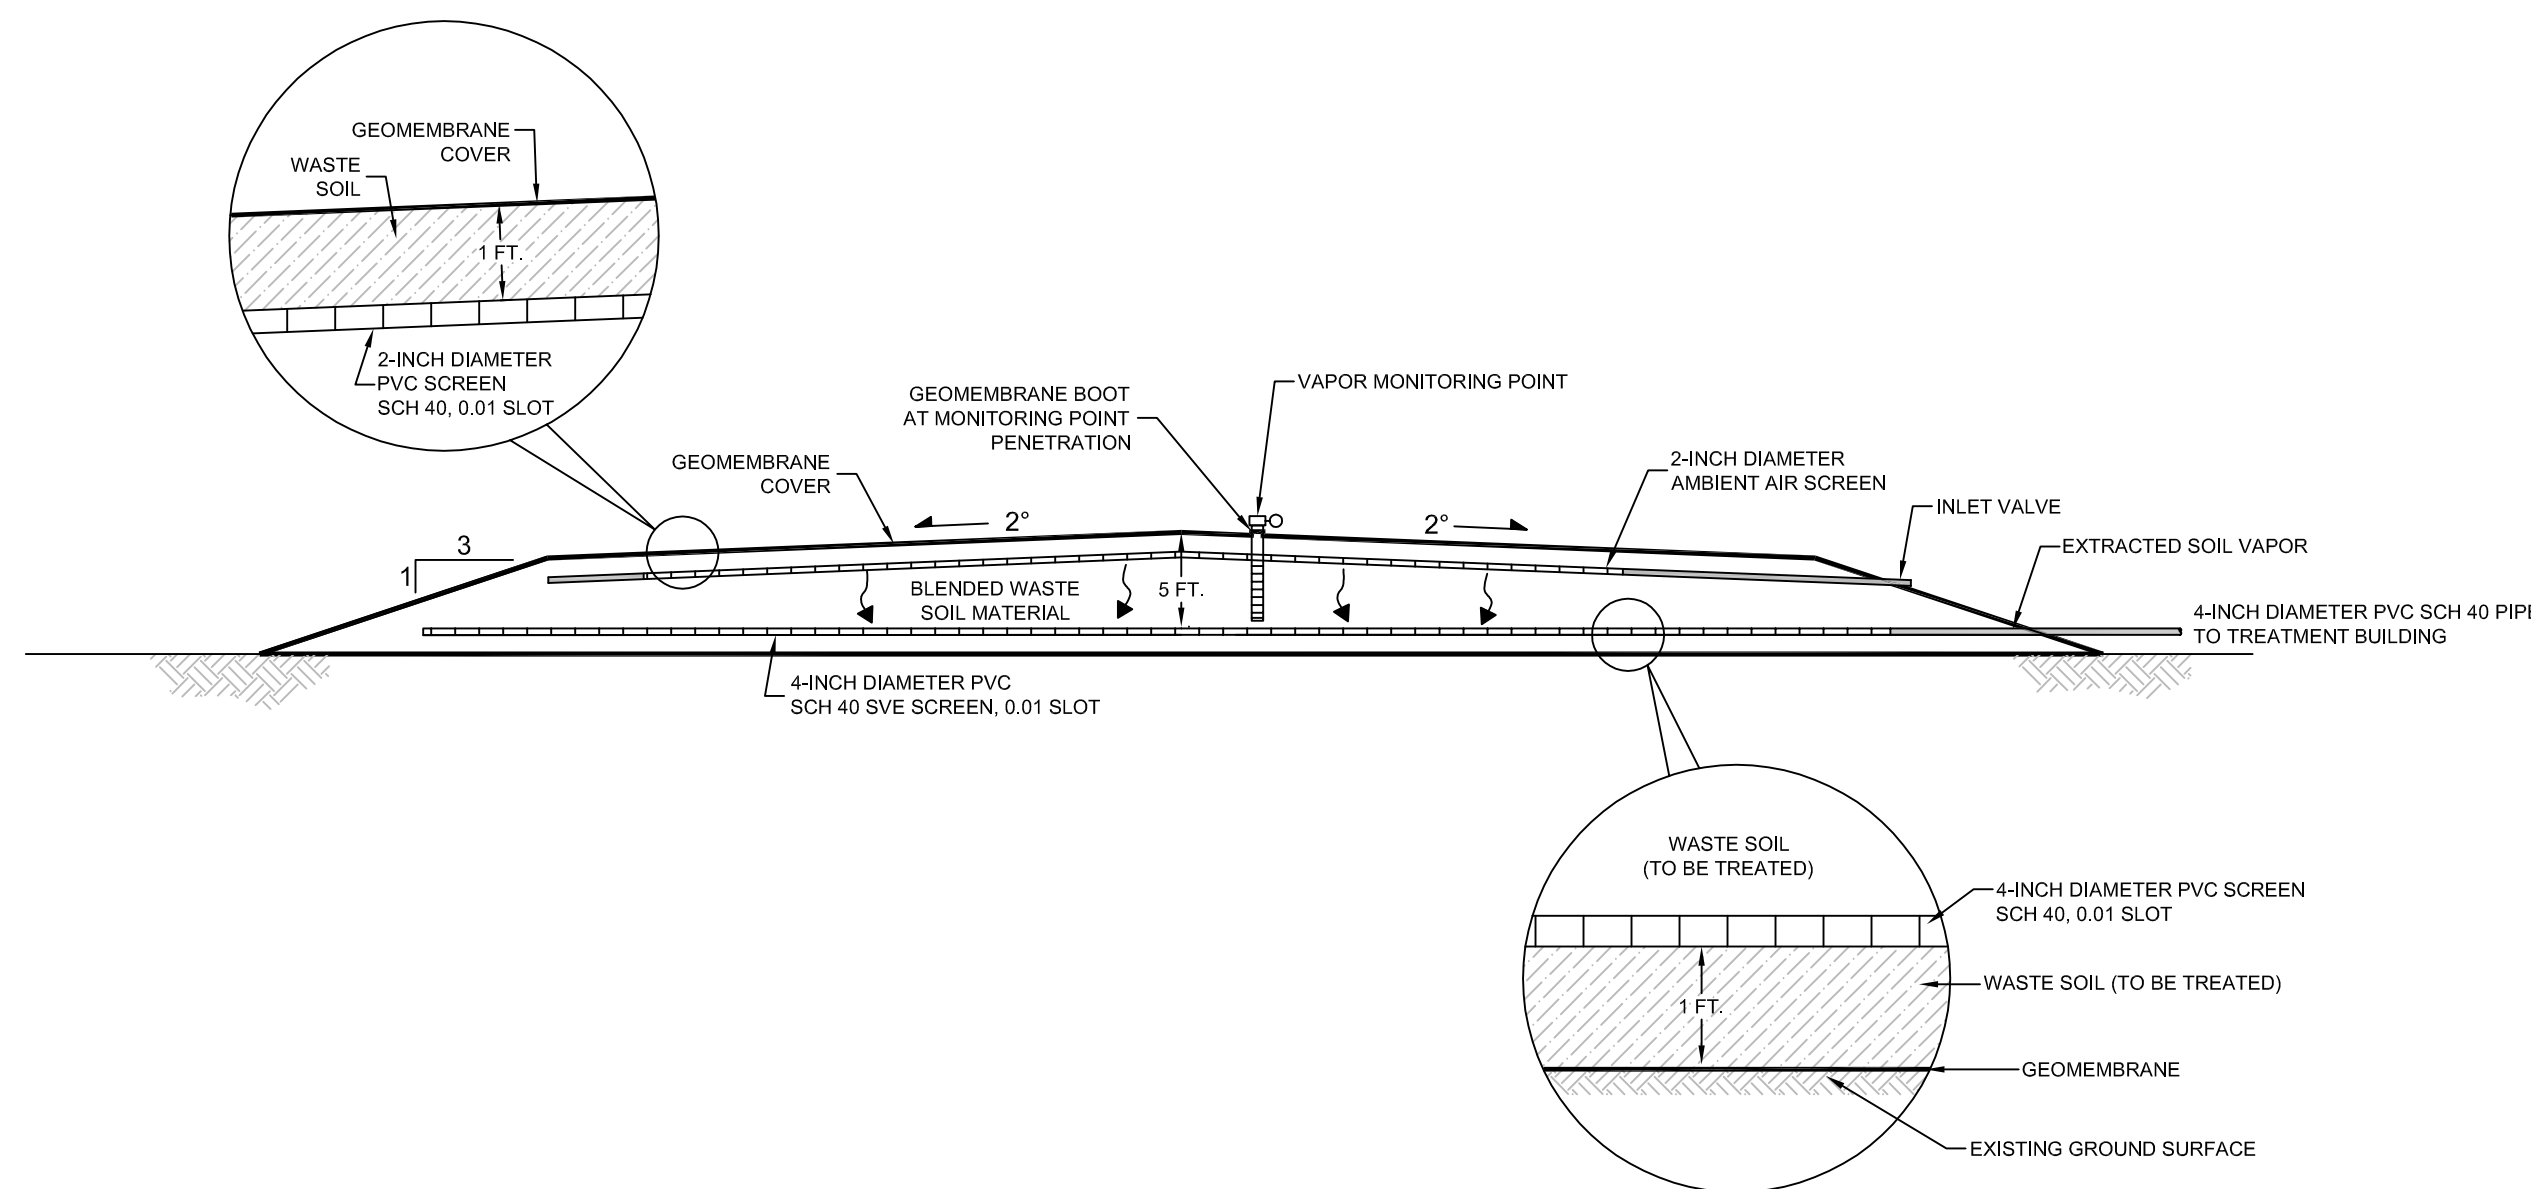 GEOMEMBRANE
COVER
WASTE
SOIL
1 FT.
2-INCH DIAMETER
PVC SCREEN
SCH 40, 0.01 SLOT
GEOMEMBRANE BOOT
AT MONITORING POINT
PENETRATION
VAPOR MONITORING POINT
GEOMEMBRANE
COVER
2-INCH DIAMETER
AMBIENT AIR SCREEN
INLET VALVE
2°
2°
3
1
EXTRACTED SOIL VAPOR
BLENDED WASTE
SOIL MATERIAL
5 FT.
4-INCH DIAMETER PVC SCH 40 PIPE
TO TREATMENT BUILDING
4-INCH DIAMETER PVC
SCH 40 SVE SCREEN, 0.01 SLOT
WASTE SOIL
(TO BE TREATED)
4-INCH DIAMETER PVC SCREEN
SCH 40, 0.01 SLOT
WASTE SOIL (TO BE TREATED)
1 FT.
GEOMEMBRANE
EXISTING GROUND SURFACE